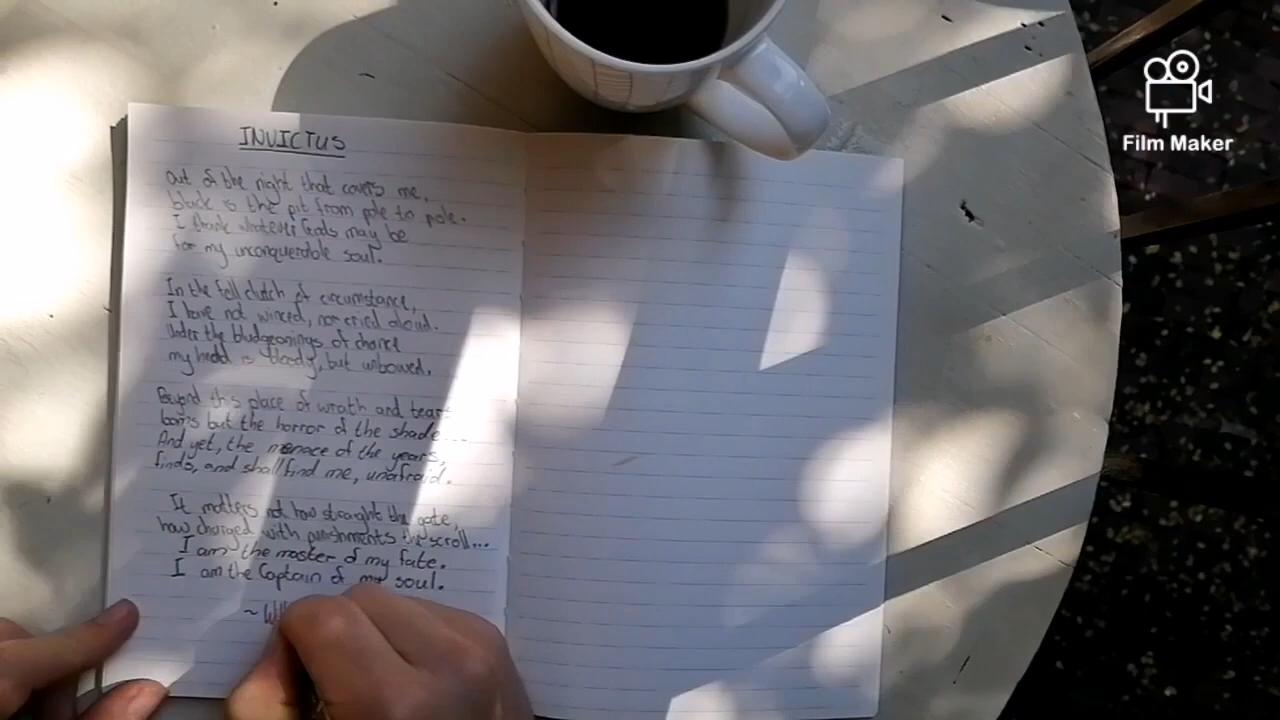 INVICTUS
Out of the night that covers me,
black is the pit from pole to pole.
I thank whatever Gods may be
for my unconquerable soul.
In the fell clutch of circumstance,
I have not winced, nor cried aloud.
Under the bludgeonings of chance
my head is bloody, but unbowed.
Beyond this place of wrath and tears
looms but the horror of the shade...
And yet, the menace of the years,
finds, and shall find me, unafraid.
It matters not how straight the gate,
how charged with punishments the scroll...
I am the master of my fate.
I am the Captain of my soul.
~ Will
Film Maker